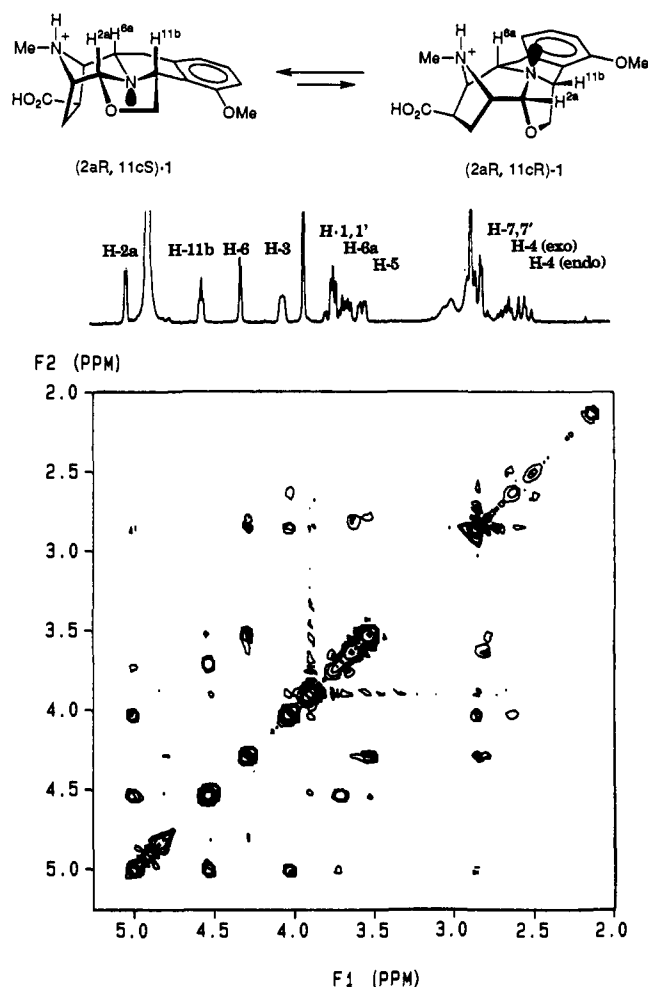 H
H2a H6a H11b
Me N +
N
HO2C O OMe
(2aR, 11cS)-1
H
H6a
Me N +
N OMe
H11b
HO2C H2a
O
(2aR, 11cR)-1
H-2a H-11b H-6 H-3 H-1,1' H-6a H-5 H-7,7' H-4 (exo) H-4 (endo)
F2 (PPM)
2.0
2.5
3.0
3.5
4.0
4.5
5.0
5.0 4.5 4.0 3.5 3.0 2.5 2.0
F1 (PPM)